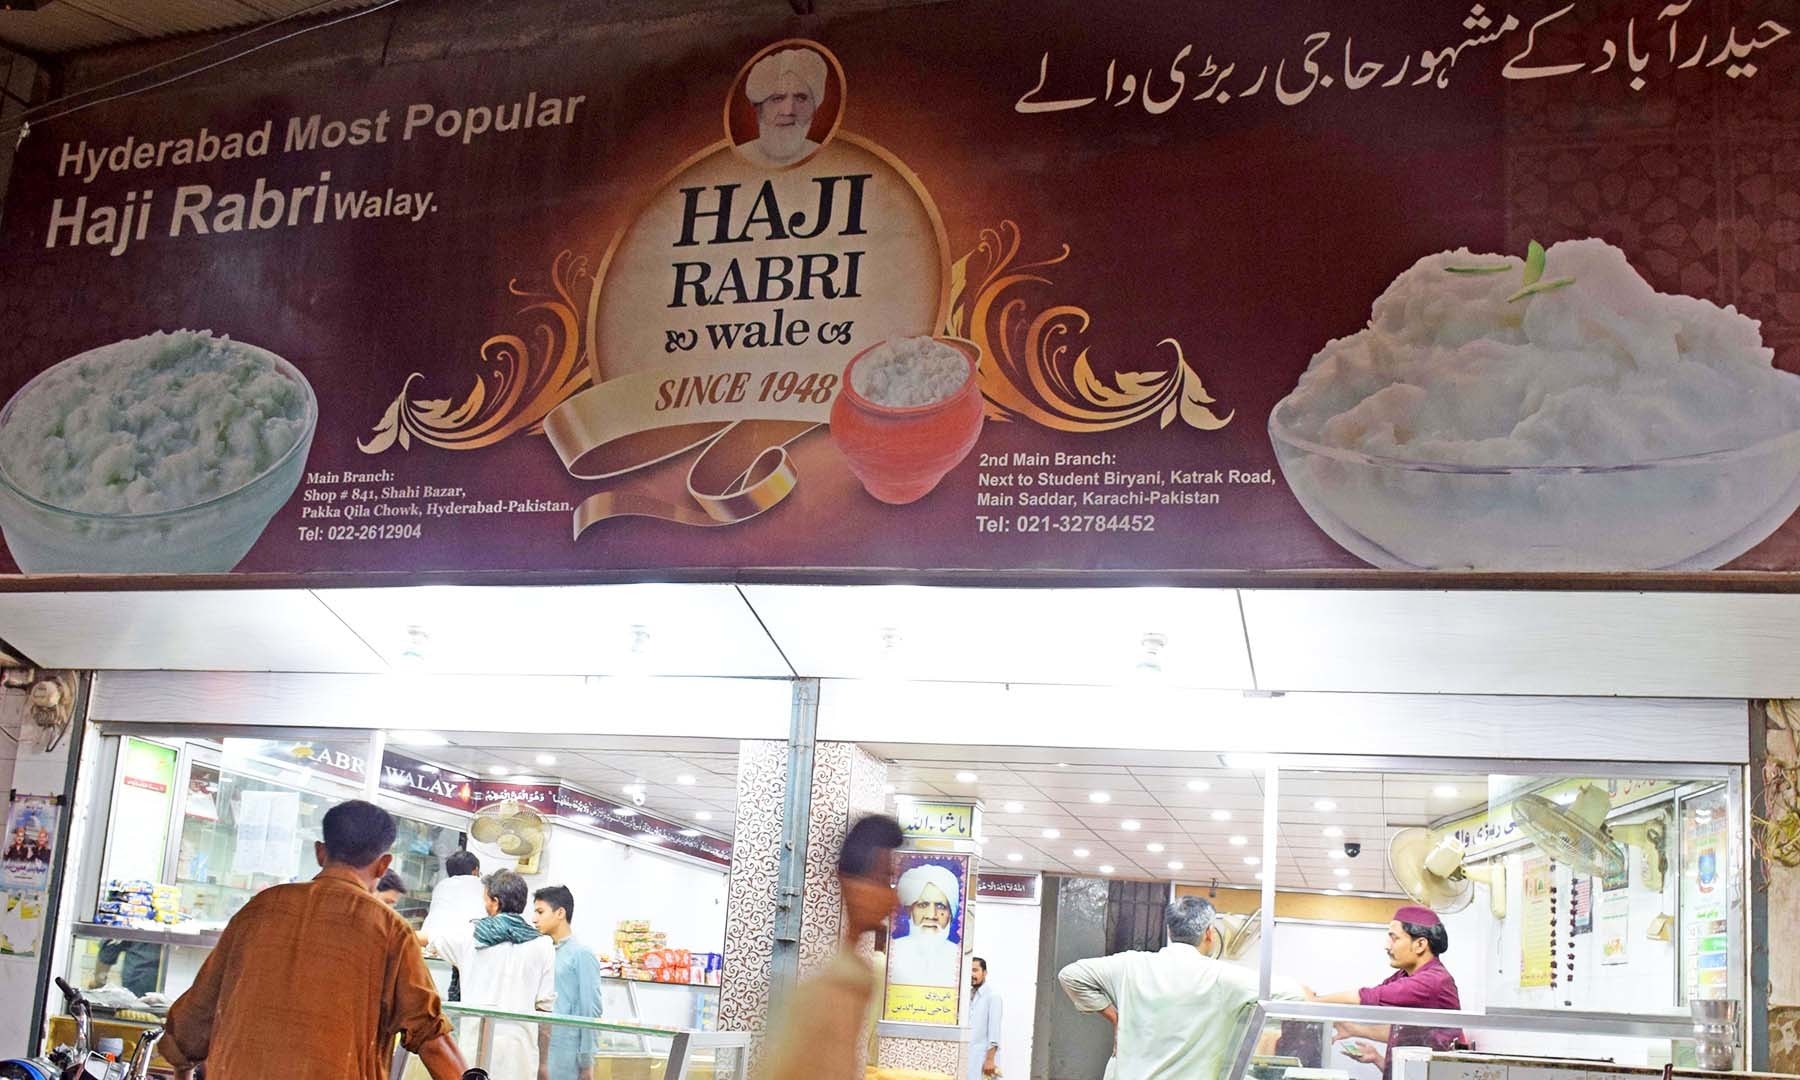 Hyderabad Most Popular
Haji Rabri Walay.
HAJI
RABRI
wale
SINCE 1948
حیدرآباد کے مشہور حاجی ربڑی والے
Main Branch:
Shop # 841, Shahi Bazar,
Pakka Qila Chowk, Hyderabad-Pakistan.
Tel: 022-2612904
2nd Main Branch:
Next to Student Biryani, Katrak Road,
Main Saddar, Karachi-Pakistan
Tel: 021-32784452
WALAY
ماشاءاللہ
بانی ربڑی